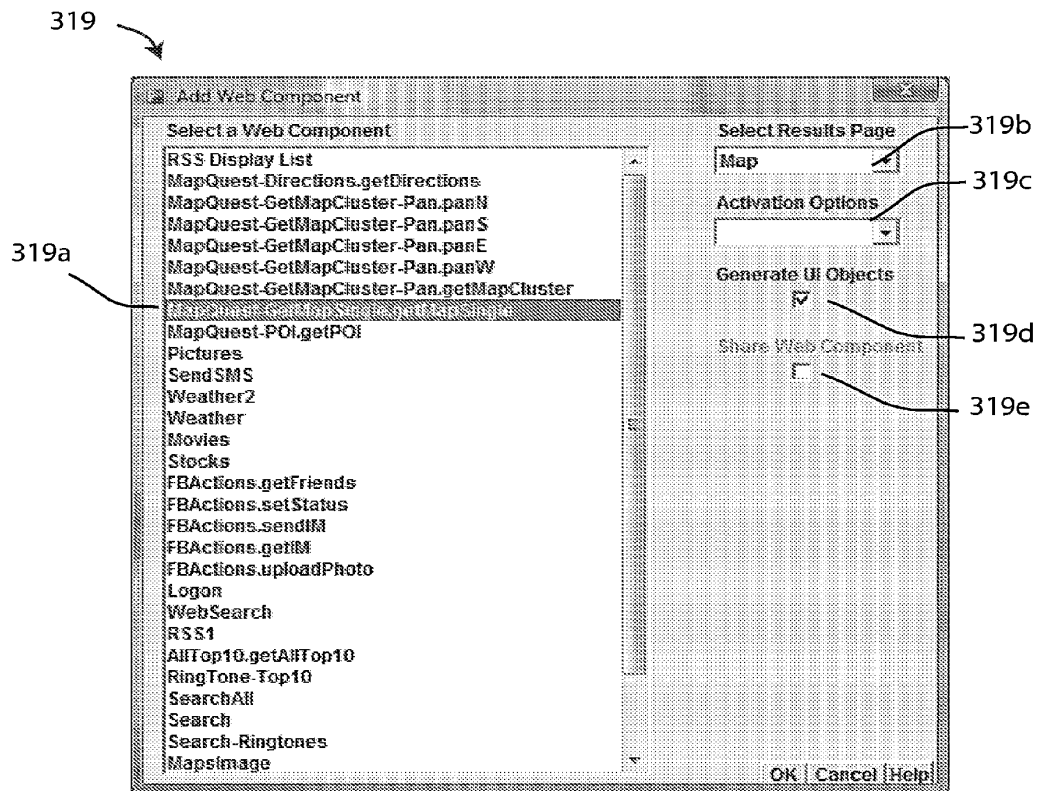 319
Add Web Component
Select a Web Component
RSS Display List
MapQuest-Directions.getDirections
MapQuest-GetMapCluster-Pan.panN
MapQuest-GetMapCluster-Pan.panS
MapQuest-GetMapCluster-Pan.panE
MapQuest-GetMapCluster-Pan.panW
MapQuest-GetMapCluster-Pan.getMapCluster
MapQuest-GetMapSingle.getMapSingle
MapQuest-POI.getPOI
Pictures
SendSMS
Weather2
Weather
Movies
Stocks
FBActions.getFriends
FBActions.setStatus
FBActions.sendIM
FBActions.getIM
FBActions.uploadPhoto
Logon
WebSearch
RSS1
AllTop10.getAllTop10
RingTone-Top10
SearchAll
Search
Search-Ringtones
MapsImage
319a
Select Results Page
319b
Map
319c
Activation Options
Generate UI Objects
319d
Share Web Component
319e
OK Cancel Help